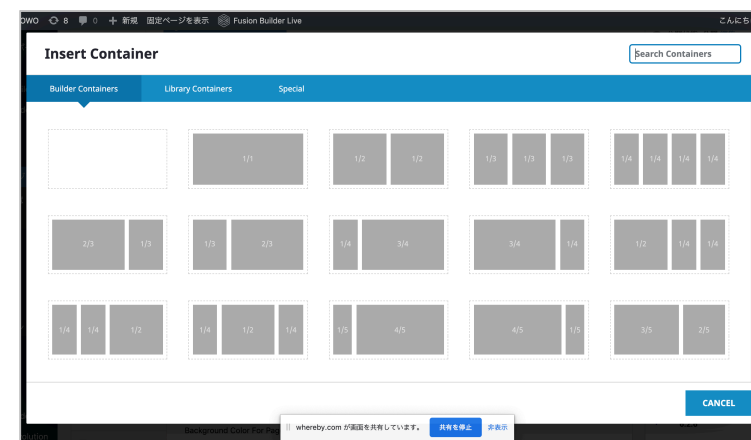 OWO 8 0 新規 固定ページを表示 Fusion Builder Live こんにち
Insert Container
Search Containers
Builder Containers Library Containers Special
1/1 1/2 1/2 1/3 1/3 1/3 1/4 1/4 1/4 1/4
2/3 1/3 1/3 2/3 1/4 3/4 3/4 1/4 1/2 1/4 1/4
1/4 1/4 1/2 1/4 1/2 1/4 1/5 4/5 4/5 1/5 3/5 2/5
CANCEL
Background Color For Pag
whereby.com が画面を共有しています。 共有を停止 非表示